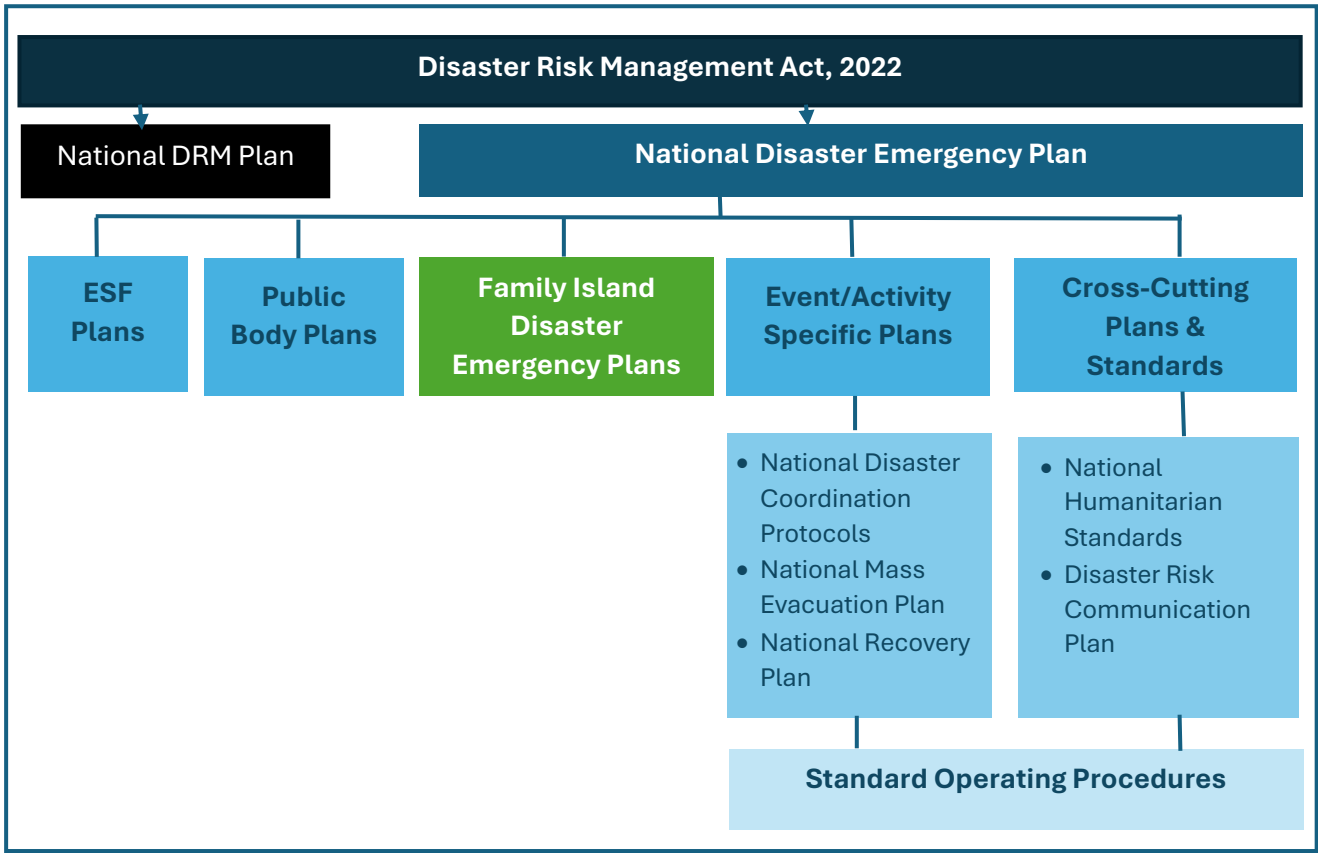 Disaster Risk Management Act, 2022
National DRM Plan
National Disaster Emergency Plan
ESF
Plans
Public
Body Plans
Family Island
Disaster
Emergency Plans
Event/Activity
Specific Plans
Cross-Cutting
Plans &
Standards
• National Disaster
Coordination
Protocols
• National Mass
Evacuation Plan
• National Recovery
Plan
• National
Humanitarian
Standards
• Disaster Risk
Communication
Plan
Standard Operating Procedures